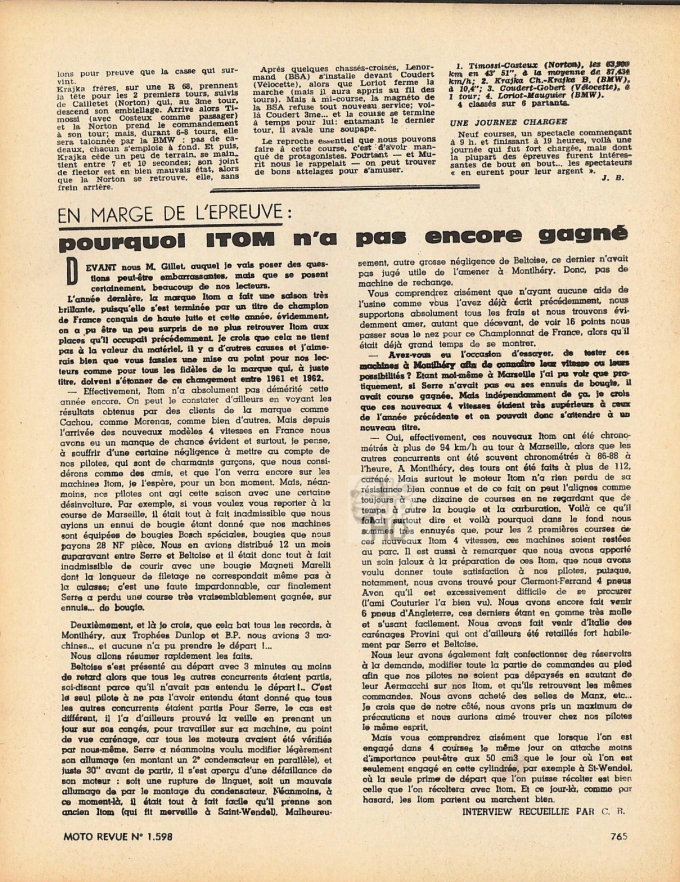 ions pour preuve que la casse qui sur-
vint.
Krajka frères, sur une R 68, prennent
la tête pour les 2 premiers tours, suivis
de Cailletet (Norton) qui, au 3me tour,
descend son embiellage. Arrive alors Ti-
mossi (avec Costeux comme passager)
et la Norton prend le commandement
à son tour; mais, durant 6-8 tours, elle
sera talonnée par la BMW : pas de ca-
deaux, chacun s'emploie à fond. Et puis,
Krajka cède un peu de terrain, se main-
tient entre 7 et 10 secondes; son joint
de flector est en bien mauvais état, alors
que la Norton se retrouve, elle, sans
frein arrière.
Après quelques chassés-croisés, Lenor-
mand (BSA) s'installe devant Coudert
(Vélocette), alors que Loriot ferme la
marche (mais il aura appris au fil des
tours). Mais à mi-course, la magnéto de
la BSA refuse tout nouveau service; voi-
là Coudert 3me... et la course se termine
à temps pour lui: entamant le dernier
tour, il avale une soupape.
Le reproche essentiel que nous pouvons
faire à cette course, c'est d'avoir man-
qué de protagonistes. Pourtant — et Mu-
rit nous le rappelait — on peut trouver
de bons attelages pour s'amuser.
1. Timossi-Costeux (Norton), les 63,900
km en 43' 51", à la moyenne de 87,436
km/h; 2. Krajka Ch.-Krajka B. (BMW),
à 10,4"; 3. Coudert-Gobert (Vélocette), à
1 tour; 4. Loriot-Mauguier (BMW).
4 classés sur 6 partants.
UNE JOURNEE CHARGEE
Neuf courses, un spectacle commençant
à 9 h. et finissant à 19 heures, voilà une
journée qui fut fort chargée, mais dont
la plupart des épreuves furent intéres-
santes de bout en bout... les spectateurs
« en eurent pour leur argent ».
J. B.
EN MARGE DE L'EPREUVE :
pourquoi ITOM n'a pas encore gagné
DEVANT nous M. Gillet, auquel je vais poser des ques-
tions peut-être embarrassantes, mais que se posent
certainement, beaucoup de nos lecteurs.
L'année dernière, la marque Itom a fait une saison très
brillante, puisqu'elle s'est terminée par un titre de champion
de France conquis de haute lutte et cette année, évidemment,
on a pu être un peu surpris de ne plus retrouver Itom aux
places qu'il occupait précédemment. Je crois que cela ne tient
pas à la valeur du matériel, il y a d'autres causes et j'aime-
rais bien que vous fassiez une mise au point pour nos lec-
teurs comme pour tous les fidèles de la marque qui, à juste
titre, doivent s'étonner de ce changement entre 1961 et 1962.
— Effectivement, Itom n'a absolument pas démérité cette
année encore. On peut le constater d'ailleurs en voyant les
résultats obtenus par des clients de la marque comme
Cachou, comme Morenas, comme bien d'autres. Mais depuis
l'arrivée des nouveaux modèles 4 vitesses en France nous
avons eu un manque de chance évident et surtout, je pense,
à souffrir d'une certaine négligence à mettre au compte de
nos pilotes, qui sont de charmants garçons, que nous consi-
dérons comme des amis, et que l'on verra encore sur les
machines Itom, je l'espère, pour un bon moment. Mais, néan-
moins, nos pilotes ont agi cette saison avec une certaine
désinvolture. Par exemple, si vous voulez vous reporter à la
course de Marseille, il était tout à fait inadmissible que nous
ayions un ennui de bougie étant donné que nos machines
sont équipées de bougies Bosch spéciales, bougies que nous
payons 28 NF pièce. Nous en avions distribué 12 un mois
auparavant entre Serre et Beltoise et il était donc tout à fait
inadmissible de courir avec une bougie Magneti Marelli
dont la longueur de filetage ne correspondait même pas à
la culasse; c'est une faute impardonnable, car finalement
Serre a perdu une course très vraisemblablement gagnée, sur
ennuis... de bougie.
Deuxièmement, et là je crois, que cela bat tous les records, à
Montlhéry, aux Trophées Dunlop et B.P. nous avions 3 ma-
chines... et aucune n'a pu prendre le départ !...
Nous allons résumer rapidement les faits.
Beltoise s'est présenté au départ avec 3 minutes au moins
de retard alors que tous les autres concurrents étaient partis,
soi-disant parce qu'il n'avait pas entendu le départ !.. C'est
le seul pilote à ne pas l'avoir entendu étant donné que tous
les autres concurrents étaient partis Pour Serre, le cas est
différent, il l'a d'ailleurs prouvé la veille en prenant un
jour sur ses congés, pour travailler sur sa machine, au point
de vue carénage, car tous les moteurs avaient été vérifiés
par nous-même. Serre a néanmoins voulu modifier légèrement
son allumage (en montant un 2° condensateur en parallèle), et
juste 30" avant de partir, il s'est aperçu d'une défaillance de
son moteur : soit une rupture de linguet, soit un mauvais
allumage de par le montage du condensateur. Néanmoins, à
ce moment-là, il était tout à fait facile qu'il prenne son
ancien Itom (qui fit merveille à Saint-Wendel). Malheureu-
sement, autre grosse négligence de Beltoise, ce dernier n'avait
pas jugé utile de l'amener à Montlhéry. Donc, pas de
machine de rechange.
Vous comprendrez aisément que n'ayant aucune aide de
l'usine comme vous l'avez déjà écrit précédemment, nous
supportons absolument tous les frais et nous trouvons évi-
demment amer, autant que décevant, de voir 16 points nous
passer sous le nez pour ce Championnat de France, alors qu'il
était déjà grand temps de se montrer.
— Avez-vous eu l'occasion d'essayer, de tester ces
machines à Montlhéry afin de connaître leur vitesse ou leurs
possibilités ? Etant moi-même à Marseille j'ai pu voir que pra-
tiquement, si Serre n'avait pas eu ses ennuis de bougie, il
avait course gagnée. Mais indépendamment de ça, je crois
que ces nouveaux 4 vitesses étaient très supérieurs à ceux
de l'année précédente et on pouvait donc s'attendre à un
nouveau titre.
— Oui, effectivement, ces nouveaux Itom ont été chrono-
métrés à plus de 94 km/h au tour à Marseille, alors que les
autres concurrents ont été souvent chronométrés à 86-88 à
l'heure. A Montlhéry, des tours ont été faits à plus de 112,
caréné. Mais surtout le moteur Itom n'a rien perdu de sa
résistance bien connue et de ce fait on peut l'alignes comme
toujours à une dizaine de courses en ne regardant que de
la bougie et la carburation. Voilà ce qu'il
surtout dire et voilà pourquoi dans le fond nous
ennuyés que, pour les 2 premières courses de
ces nouveaux Itom 4 vitesses, ces machines soient restées
au parc. Il est aussi à remarquer que nous avons apporté
un soin jaloux à la préparation de ces Itom, que nous avons
voulu donner toute satisfaction à nos pilotes, puisque,
notamment, nous avons trouvé pour Clermont-Ferrand 4 pneus
Avon qu'il est excessivement difficile de se procurer
(l'ami Couturier l'a bien vu). Nous avons encore fait venir
6 pneus d'Angleterre, ces derniers étant en gomme très molle
et s'usant facilement. Nous avons fait venir d'Italie des
carénages Provini qui ont d'ailleurs été retaillés fort habile-
ment par Serre et Beltoise.
Nous leur avons également fait confectionner des réservoirs
à la demande, modifier toute la partie de commandes au pied
afin que nos pilotes ne soient pas dépaysés en sautant de
leur Aermacchi sur nos Itom, et qu'ils retrouvent les mêmes
commandes. Nous avons acheté des selles de Manx, etc...
Je crois que de notre côté, nous avons pris un maximum de
précautions et nous aurions aimé trouver chez nos pilotes
le même esprit.
Mais vous comprendrez aisément que lorsque l'on est
engagé dans 4 courses le même jour on attache moins
d'importance peut-être aux 50 cm3 que le jour où l'on est
seulement engagé en cette cylindrée, par exemple à St-Wendel,
où la seule prime de départ que l'on puisse récolter est bien
celle que l'on récoltera avec Itom. Et ce jour-là, comme par
hasard, les Itom partent ou marchent bien.
INTERVIEW RECUEILLIE PAR C. R.
MOTO REVUE N° 1.598
765